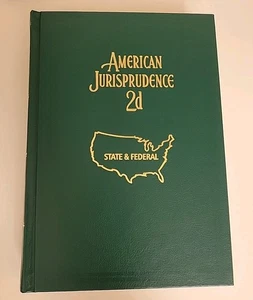 AMERICAN
JURISPRUDENCE
2d
STATE & FEDERAL